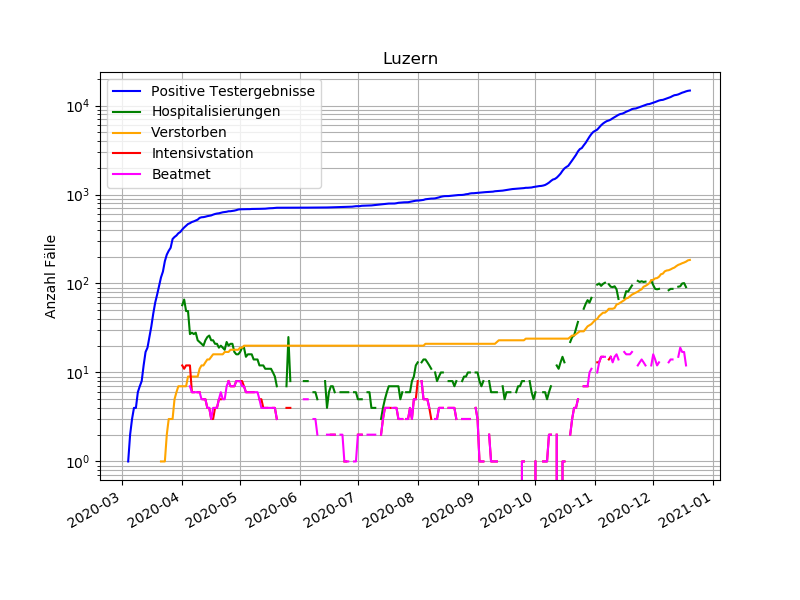 Luzern
Anzahl Fälle
10^4
10^3
10^2
10^1
10^0
Positive Testergebnisse
Hospitalisierungen
Verstorben
Intensivstation
Beatmet
2020-03
2020-04
2020-05
2020-06
2020-07
2020-08
2020-09
2020-10
2020-11
2020-12
2021-01